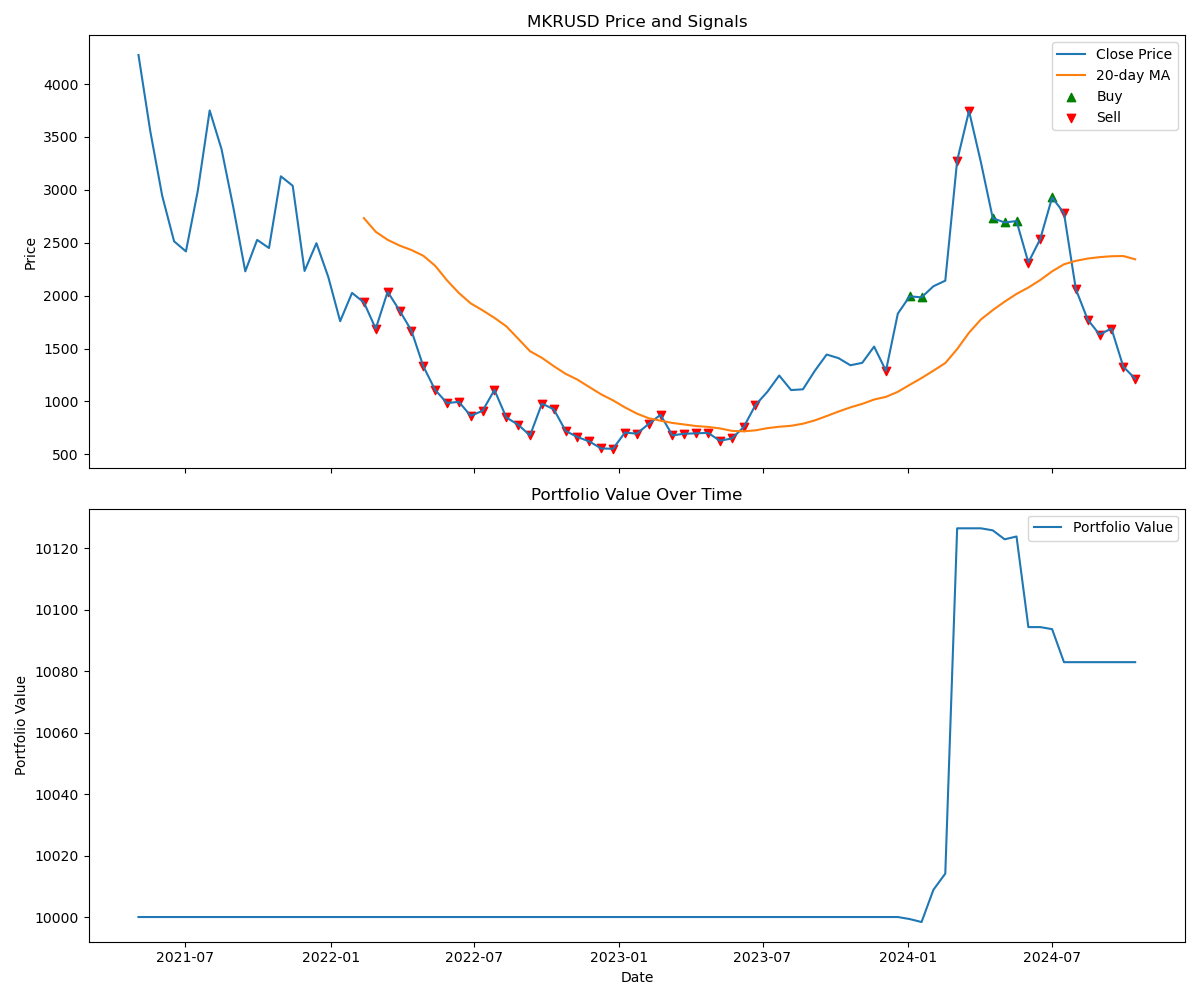 MKRUSD Price and Signals
Price
4000
3500
3000
2500
2000
1500
1000
500
Close Price
20-day MA
Buy
Sell
Portfolio Value Over Time
Portfolio Value
10120
10100
10080
10060
10040
10020
10000
Portfolio Value
2021-07
2022-01
2022-07
2023-01
2023-07
2024-01
2024-07
Date